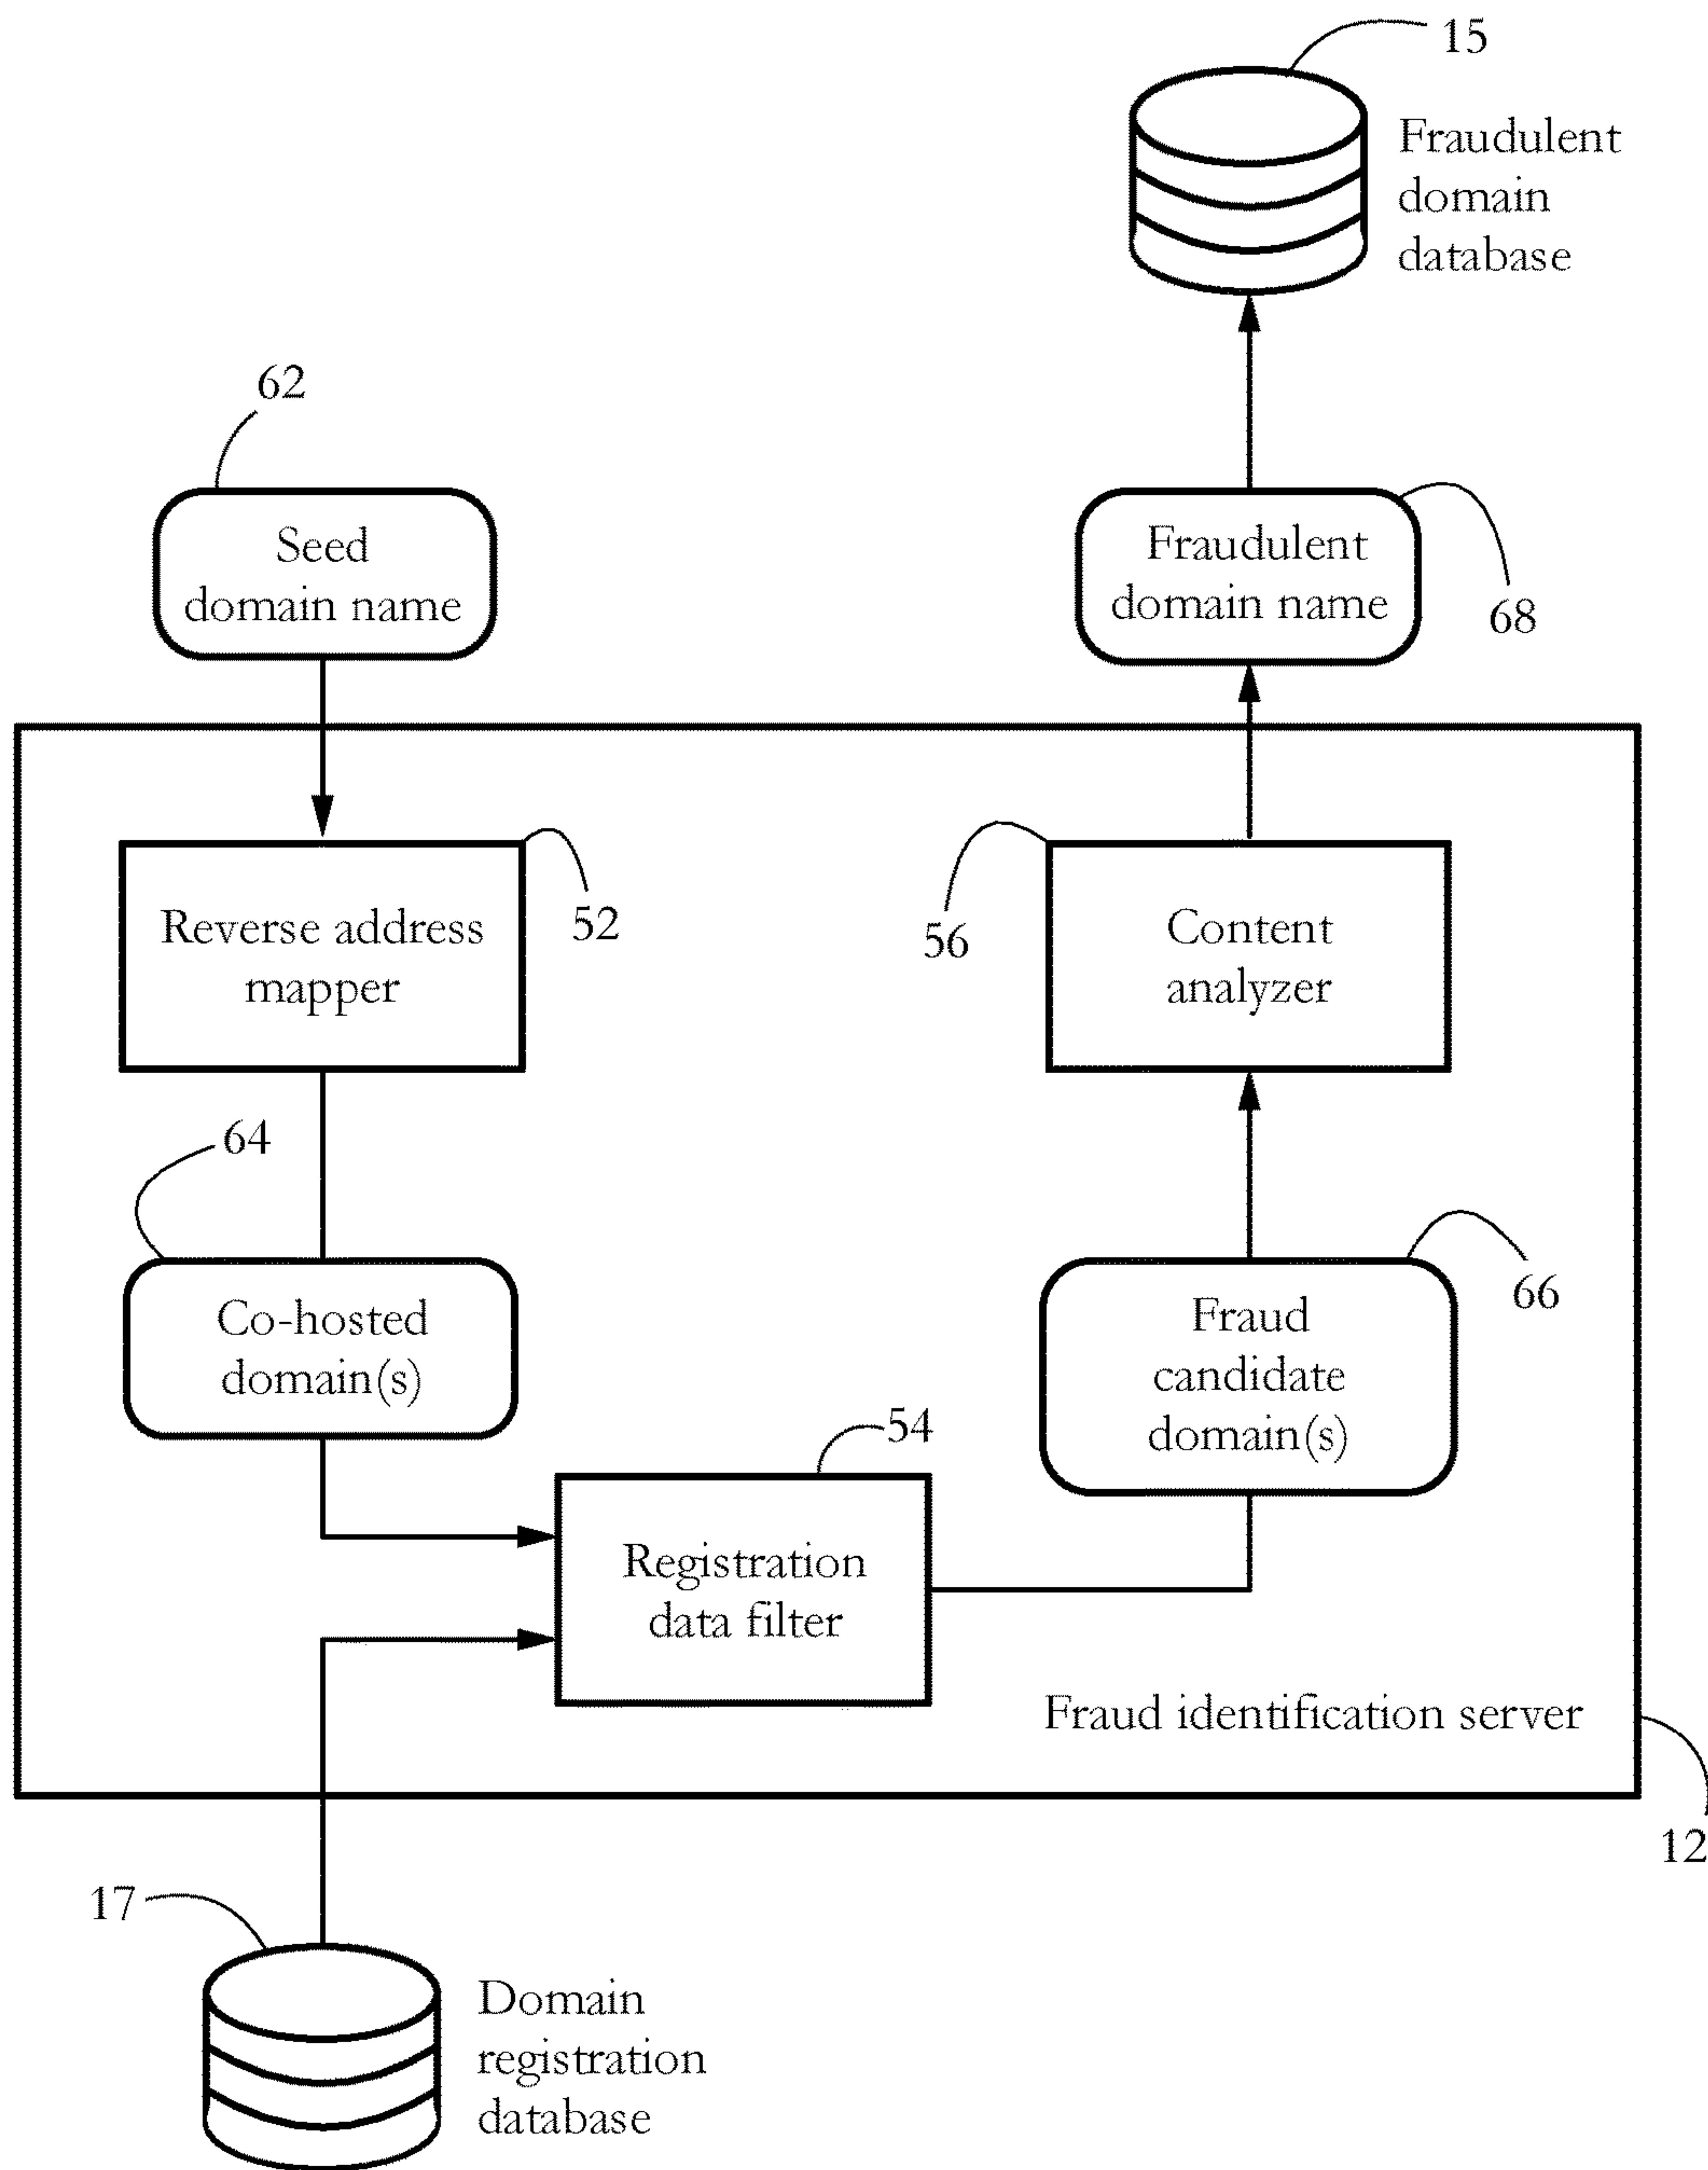 15
Fraudulent
domain
database
62
Seed
domain name
Fraudulent
domain name
68
Reverse address
mapper
52
56
Content
analyzer
64
Co-hosted
domain(s)
Fraud
candidate
domain(s)
66
54
Registration
data filter
Fraud identification server
12
17
Domain
registration
database